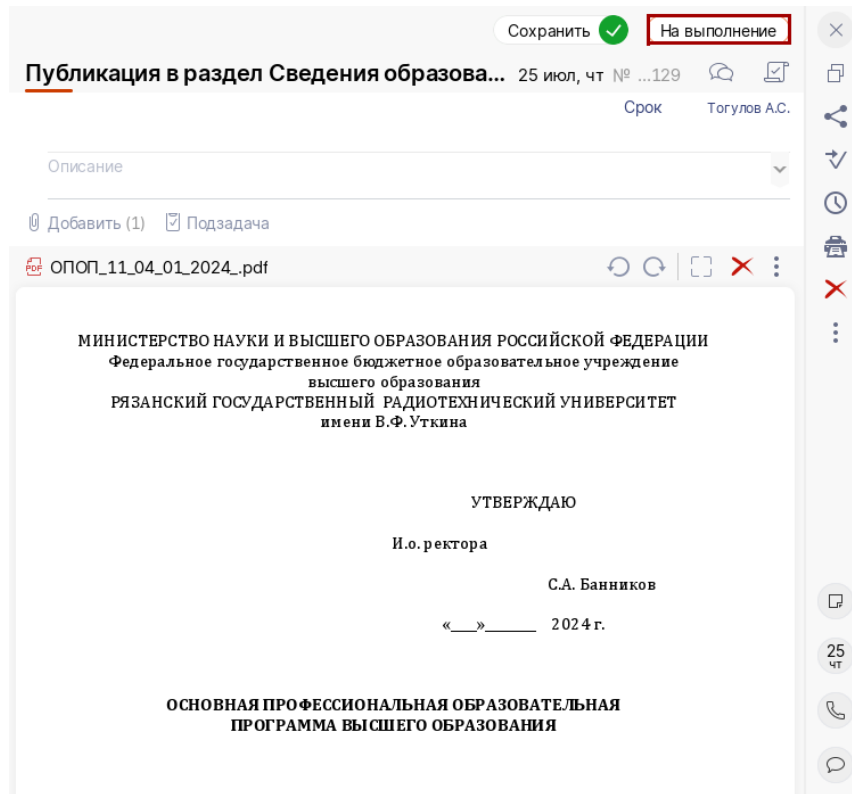 Сохранить На выполнение
Публикация в раздел Сведения образова... 25 июл, чт № ...129
Срок Тогулов А.С.
Описание
Добавить (1) Подзадача
PDF ОПОП_11_04_01_2024_.pdf
МИНИСТЕРСТВО НАУКИ И ВЫСШЕГО ОБРАЗОВАНИЯ РОССИЙСКОЙ ФЕДЕРАЦИИ
Федеральное государственное бюджетное образовательное учреждение
высшего образования
РЯЗАНСКИЙ ГОСУДАРСТВЕННЫЙ РАДИОТЕХНИЧЕСКИЙ УНИВЕРСИТЕТ
имени В.Ф. Уткина
УТВЕРЖДАЮ
И.о. ректора
С.А. Банников
«___»______ 2024 г.
ОСНОВНАЯ ПРОФЕССИОНАЛЬНАЯ ОБРАЗОВАТЕЛЬНАЯ
ПРОГРАММА ВЫСШЕГО ОБРАЗОВАНИЯ
25
чт